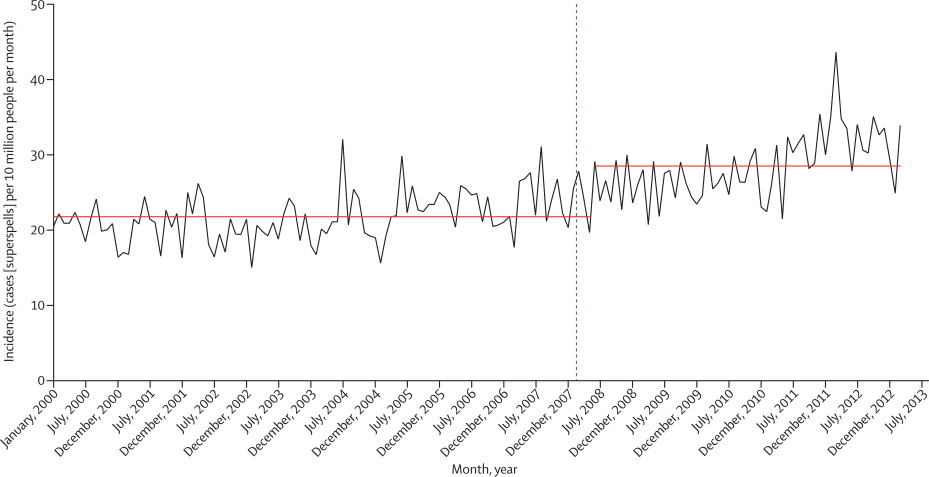 50
40
30
20
10
0
Incidence (cases [superspells] per 10 million people per month)
January, 2000
July, 2000
December, 2000
July, 2001
December, 2001
July, 2002
December, 2002
July, 2003
December, 2003
July, 2004
December, 2004
July, 2005
December, 2005
July, 2006
December, 2006
July, 2007
December, 2007
July, 2008
December, 2008
July, 2009
December, 2009
July, 2010
December, 2010
July, 2011
December, 2011
July, 2012
December, 2012
July, 2013
Month, year